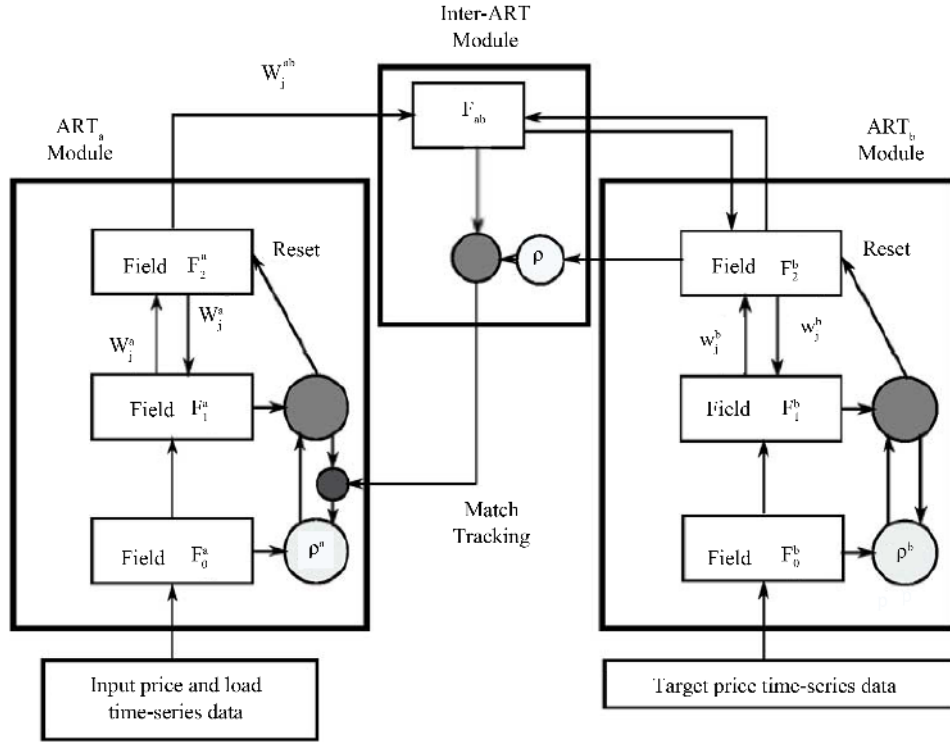 Inter-ART
Module
W_j^ab
F_ab
ART_a
Module
ART_b
Module
Field F_2^a
Reset
ρ
Field F_2^b
Reset
W_j^a
W_j^a
w_j^b
w_j^b
Field F_1^a
Field F_1^b
Match
Tracking
Field F_0^a
ρ^a
Field F_0^b
ρ^b
Input price and load
time-series data
Target price time-series data